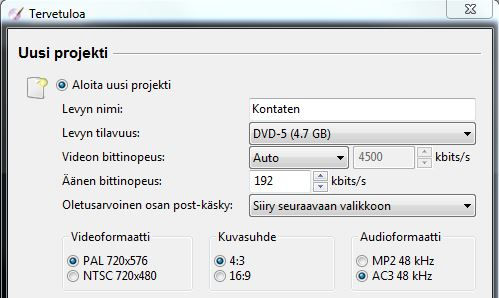 Tervetuloa
Uusi projekti
Aloita uusi projekti
Levyn nimi: Kontaten
Levyn tilavuus: DVD-5 (4.7 GB)
Videon bittinopeus: Auto 4500 kbits/s
Äänen bittinopeus: 192 kbits/s
Oletusarvoinen osan post-käsky: Siiry seuraavaan valikkoon
Videoformaatti Kuvasuhde Audioformaatti
PAL 720x576 4:3 MP2 48 kHz
NTSC 720x480 16:9 AC3 48 kHz